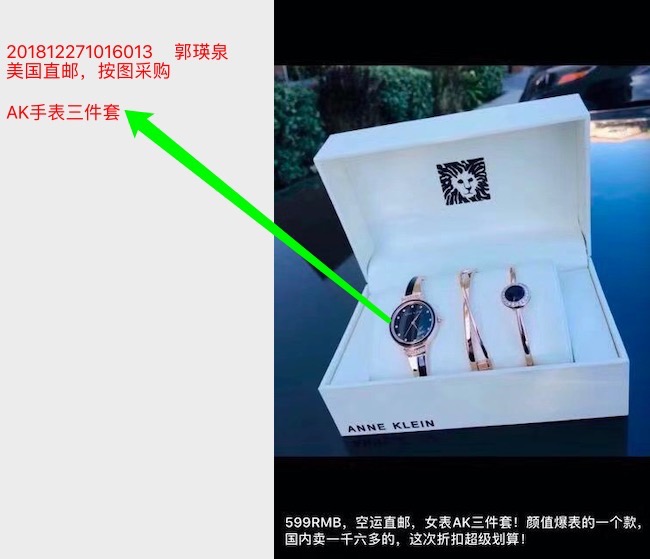 201812271016013 郭瑛泉
美国直邮，按图采购
AK手表三件套
ANNE KLEIN
599RMB，空运直邮，女表AK三件套！颜值爆表的一个款，
国内卖一千六多的，这次折扣超级划算！